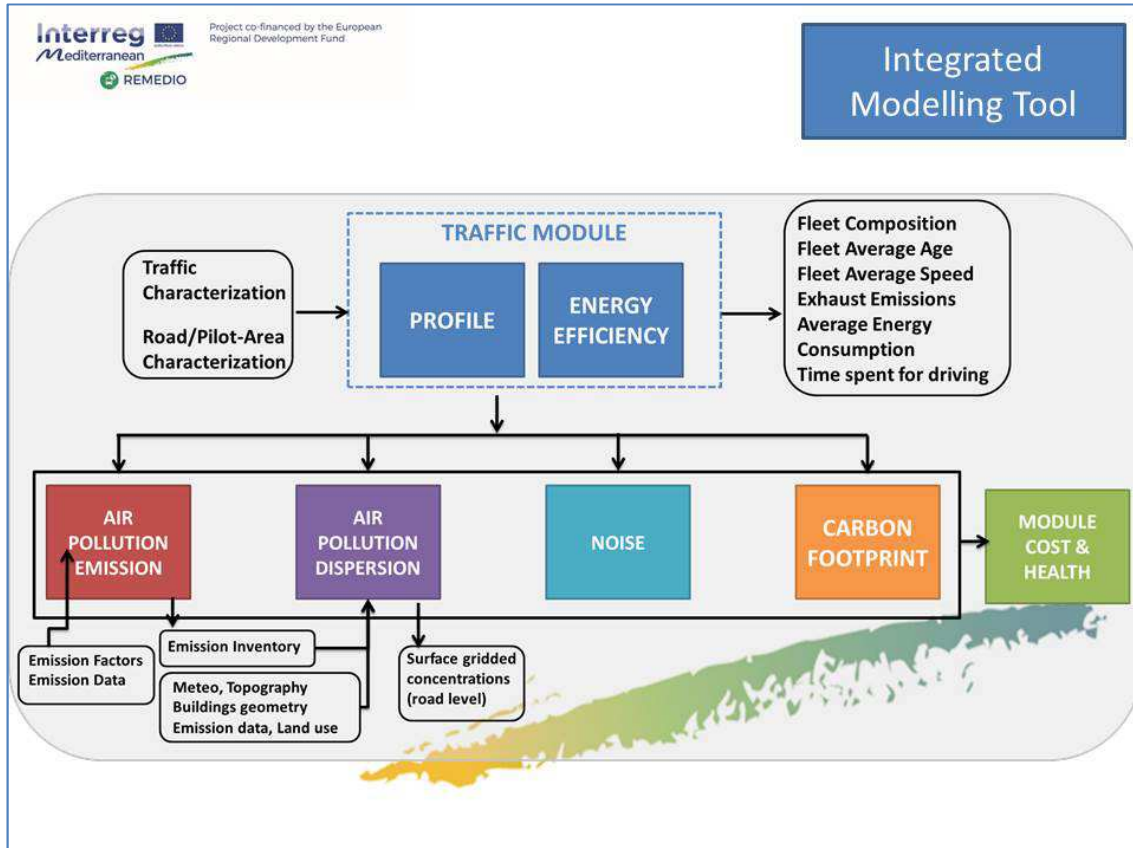 Interreg
Mediterranean
REMEDIO
Project co-financed by the European
Regional Development Fund
Integrated
Modelling Tool
Traffic
Characterization
Road/Pilot-Area
Characterization
TRAFFIC MODULE
PROFILE
ENERGY
EFFICIENCY
Fleet Composition
Fleet Average Age
Fleet Average Speed
Exhaust Emissions
Average Energy
Consumption
Time spent for driving
AIR
POLLUTION
EMISSION
AIR
POLLUTION
DISPERSION
NOISE
CARBON
FOOTPRINT
MODULE
COST &
HEALTH
Emission Factors
Emission Data
Emission Inventory
Meteo, Topography
Buildings geometry
Emission data, Land use
Surface gridded
concentrations
(road level)